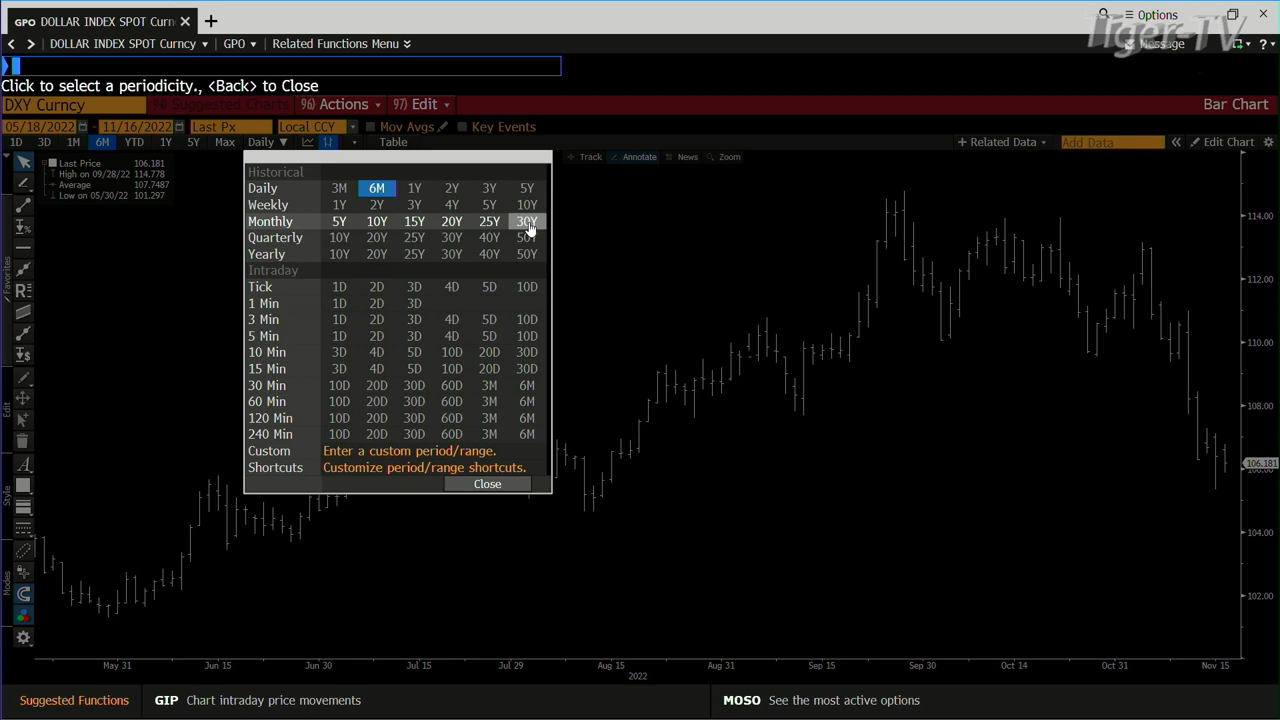 GPO DOLLAR INDEX SPOT Curn
Options
DOLLAR INDEX SPOT Curncy GPO Related Functions Menu
Message
Tiger-TV
Click to select a periodicity., <Back> to Close
DXY Curncy 94) Suggested Charts 96) Actions 97) Edit Bar Chart
05/18/2022 - 11/16/2022 Last Px Local CCY Mov Avgs Key Events
1D 3D 1M 6M YTD 1Y 5Y Max Daily ▼ Table + Related Data Add Data « Edit Chart
Track Annotate News Zoom
Last Price 106.181
High on 09/28/22 114.778
Average 107.7487
Low on 05/30/22 101.297
Historical
Daily 3M 6M 1Y 2Y 3Y 5Y
Weekly 1Y 2Y 3Y 4Y 5Y 10Y
Monthly 5Y 10Y 15Y 20Y 25Y 30Y
Quarterly 10Y 20Y 25Y 30Y 40Y 50Y
Yearly 10Y 20Y 25Y 30Y 40Y 50Y
Intraday
Tick 1D 2D 3D 4D 5D 10D
1 Min 1D 2D 3D
3 Min 1D 2D 3D 4D 5D 10D
5 Min 1D 2D 3D 4D 5D 10D
10 Min 3D 4D 5D 10D 20D 30D
15 Min 3D 4D 5D 10D 20D 30D
30 Min 10D 20D 30D 60D 3M 6M
60 Min 10D 20D 30D 60D 3M 6M
120 Min 10D 20D 30D 60D 3M 6M
240 Min 10D 20D 30D 60D 3M 6M
Custom Enter a custom period/range.
Shortcuts Customize period/range shortcuts.
Close
Favorites
Edit
Style
Modes
114.00
112.00
110.00
108.00
106.181
106.00
104.00
102.00
May 31 Jun 15 Jun 30 Jul 15 Jul 29 Aug 15 Aug 31 Sep 15 Sep 30 Oct 14 Oct 31 Nov 15
2022
Suggested Functions GIP Chart intraday price movements MOSO See the most active options